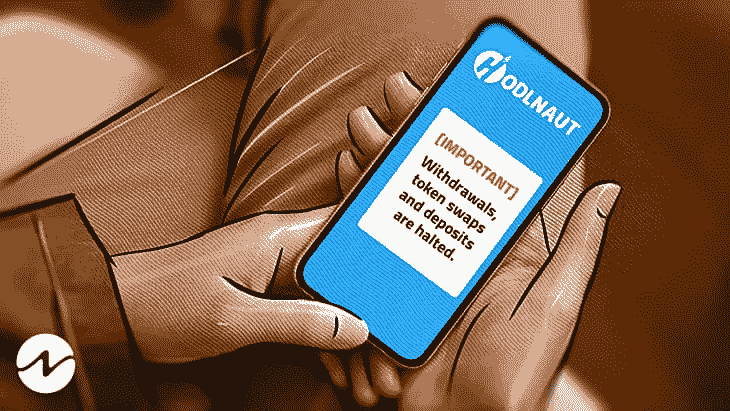 HODLNAUT
[IMPORTANT]
Withdrawals,
token swaps
and deposits
are halted.